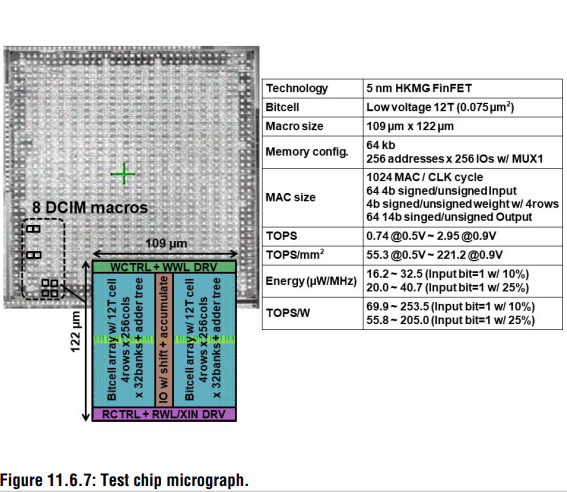 8 DCIM macros
109 µm
122 µm
WCTRL + WWL DRV
Bitcell array w/ 12T cell
4rows x 256cols
x 32banks + adder tree
IO w/ shift + accumulate
Bitcell array w/ 12T cell
4rows x 256cols
x 32banks + adder tree
RCTRL + RWL/XIN DRV
Technology 5 nm HKMG FinFET
Bitcell Low voltage 12T (0.075µm²)
Macro size 109 µm x 122 µm
Memory config. 64 kb
256 addresses x 256 IOs w/ MUX1
MAC size 1024 MAC / CLK cycle
64 4b signed/unsigned Input
4b signed/unsigned weight w/ 4rows
64 14b singed/unsigned Output
TOPS 0.74 @0.5V ~ 2.95 @0.9V
TOPS/mm² 55.3 @0.5V ~ 221.2 @0.9V
Energy (µW/MHz) 16.2 ~ 32.5 (Input bit=1 w/ 10%)
20.0 ~ 40.7 (Input bit=1 w/ 25%)
TOPS/W 69.9 ~ 253.5 (Input bit=1 w/ 10%)
55.8 ~ 205.0 (Input bit=1 w/ 25%)
Figure 11.6.7: Test chip micrograph.